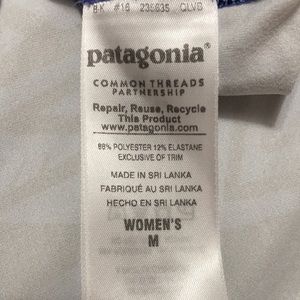 patagonia®
COMMON THREADS
PARTNERSHIP
Repair, Reuse, Recycle
This Product
www.patagonia.com
88% POLYESTER 12% ELASTANE
EXCLUSIVE OF TRIM
MADE IN SRI LANKA
FABRIQUÉ AU SRI LANKA
HECHO EN SRI LANKA
WOMEN'S
M